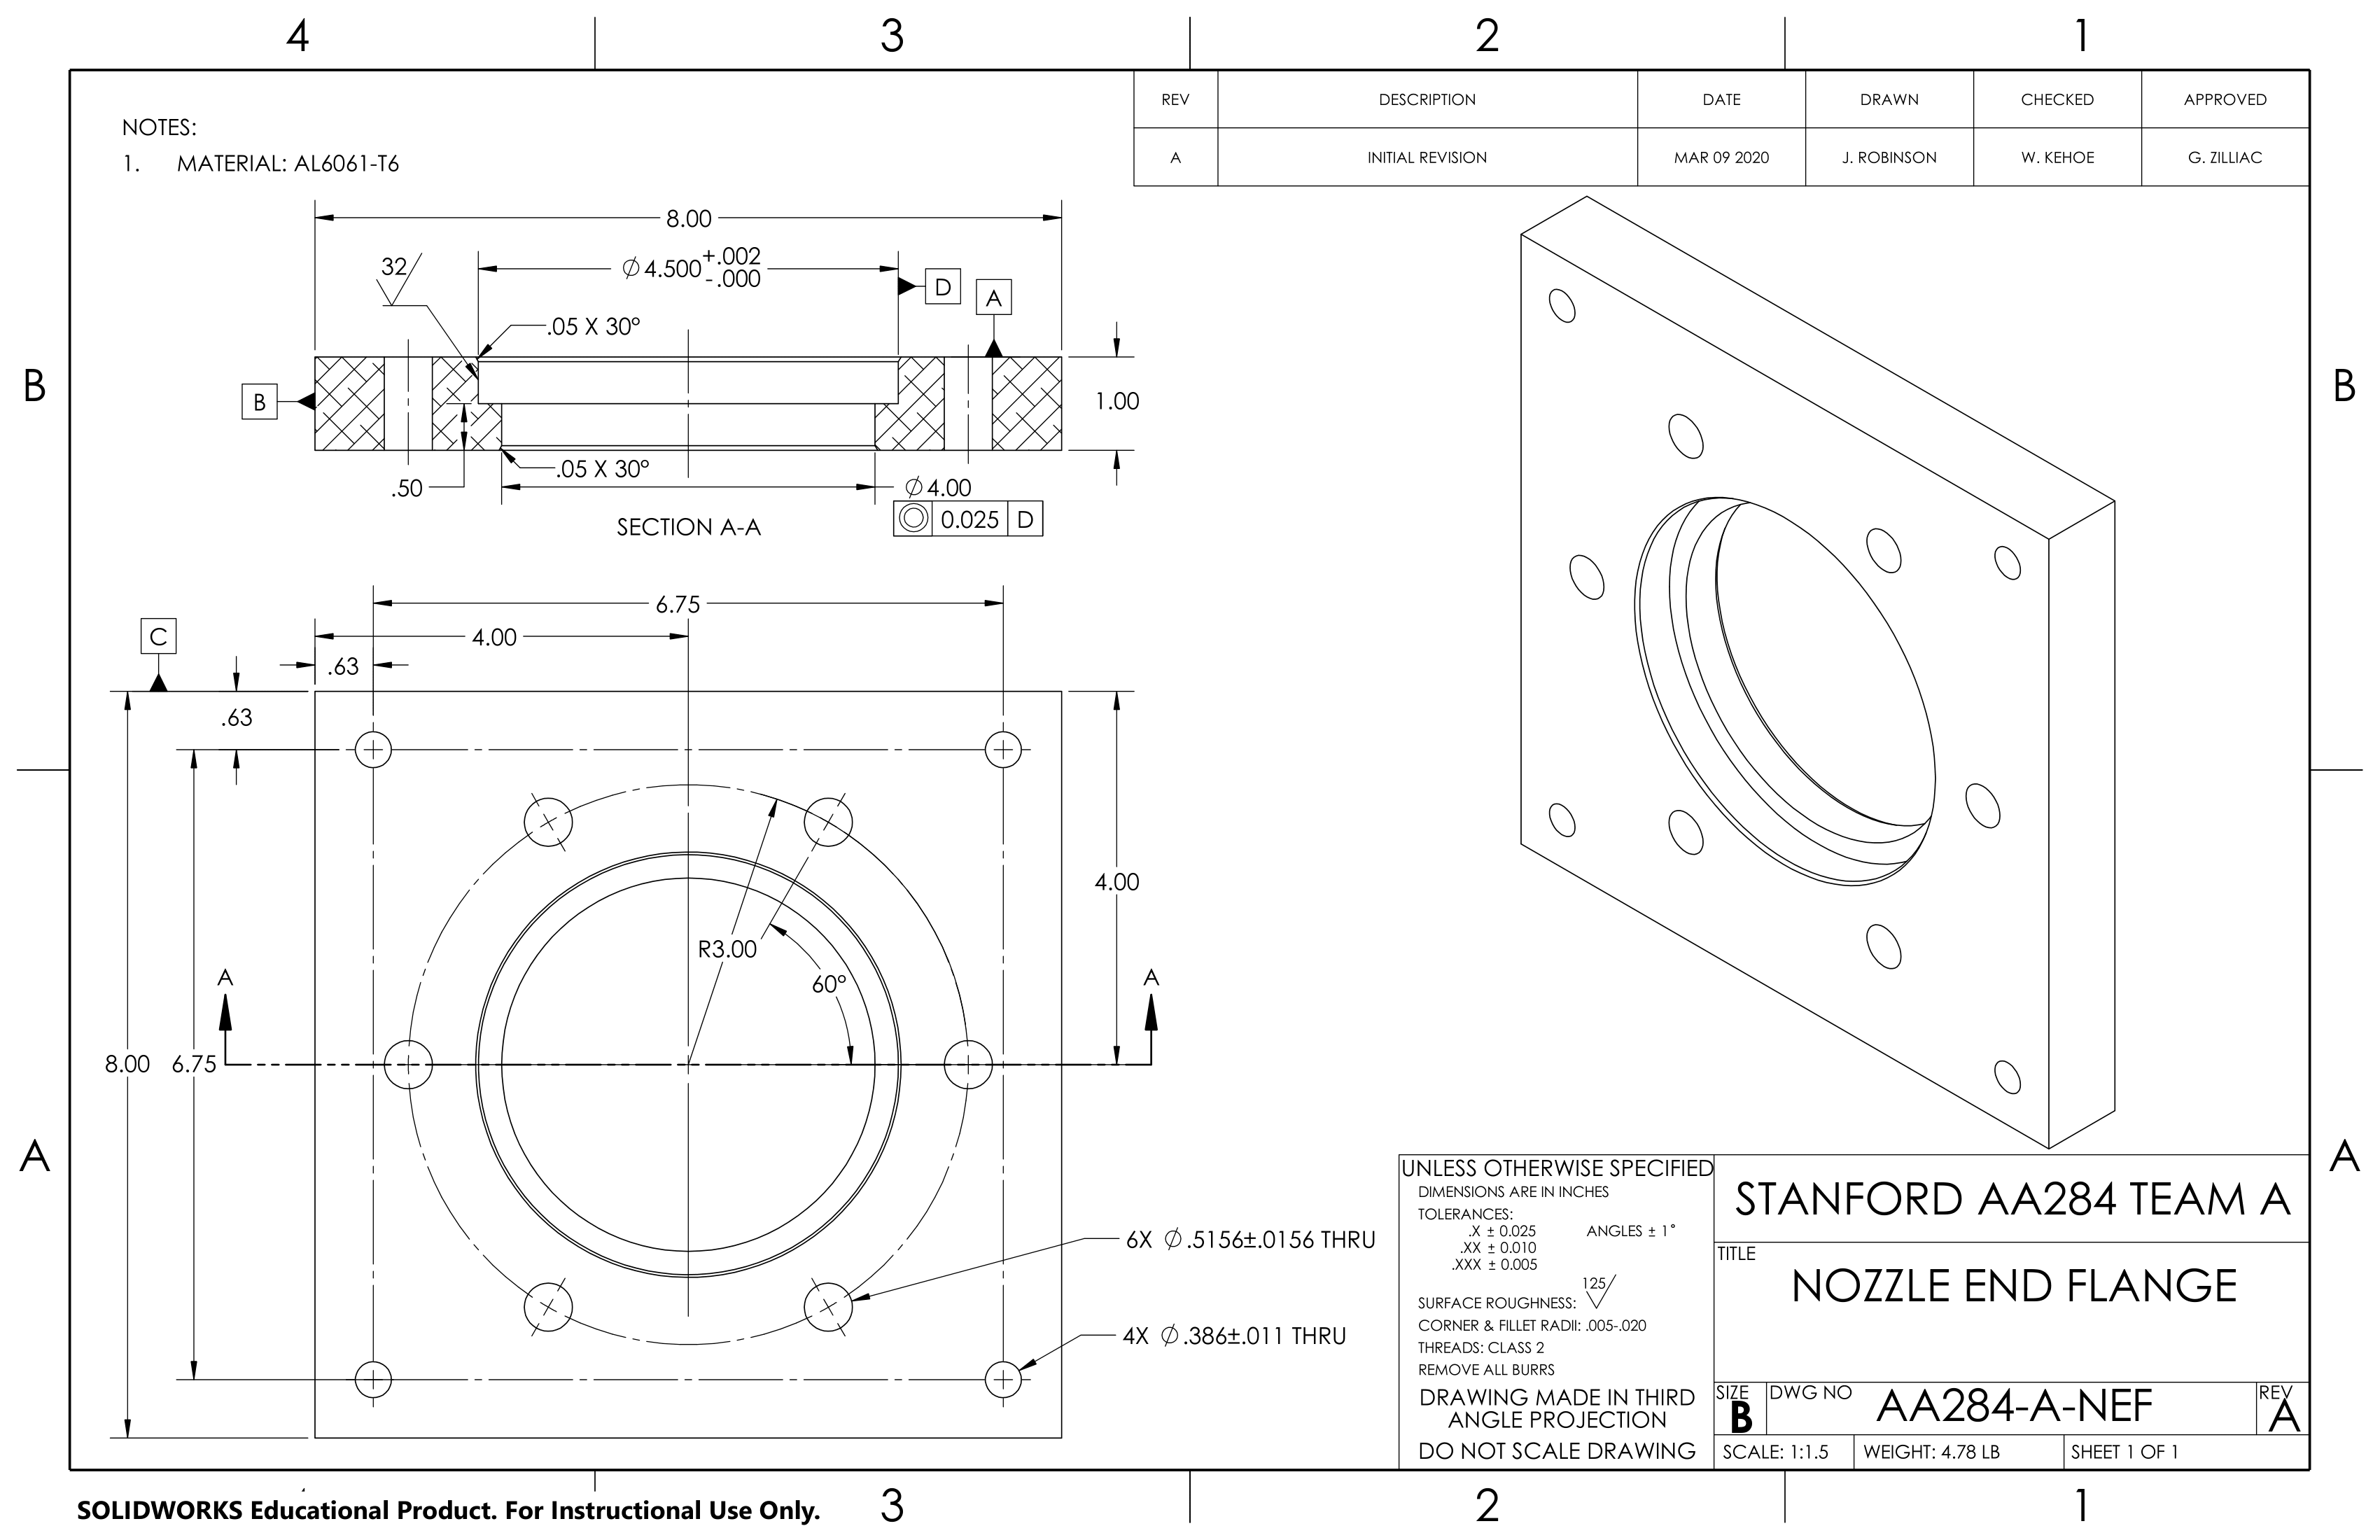 4 3 2 1
REV DESCRIPTION DATE DRAWN CHECKED APPROVED
A INITIAL REVISION MAR 09 2020 J. ROBINSON W. KEHOE G. ZILLIAC
NOTES:
1. MATERIAL: AL6061-T6
8.00
32
⌀4.500 +.002 -.000
D
A
.05 X 30°
B
B
B
1.00
.50
.05 X 30°
⌀4.00
◎ 0.025 D
SECTION A-A
6.75
4.00
C
.63
.63
4.00
R3.00
60°
A A
8.00 6.75
A
A
6X ⌀.5156±.0156 THRU
4X ⌀.386±.011 THRU
UNLESS OTHERWISE SPECIFIED
DIMENSIONS ARE IN INCHES
TOLERANCES:
.X ± 0.025 ANGLES ± 1°
.XX ± 0.010
.XXX ± 0.005
125
SURFACE ROUGHNESS:
CORNER & FILLET RADII: .005-.020
THREADS: CLASS 2
REMOVE ALL BURRS
DRAWING MADE IN THIRD
ANGLE PROJECTION
DO NOT SCALE DRAWING
STANFORD AA284 TEAM A
TITLE
NOZZLE END FLANGE
SIZE DWG NO REV
B AA284-A-NEF A
SCALE: 1:1.5 WEIGHT: 4.78 LB SHEET 1 OF 1
SOLIDWORKS Educational Product. For Instructional Use Only.
3 2 1